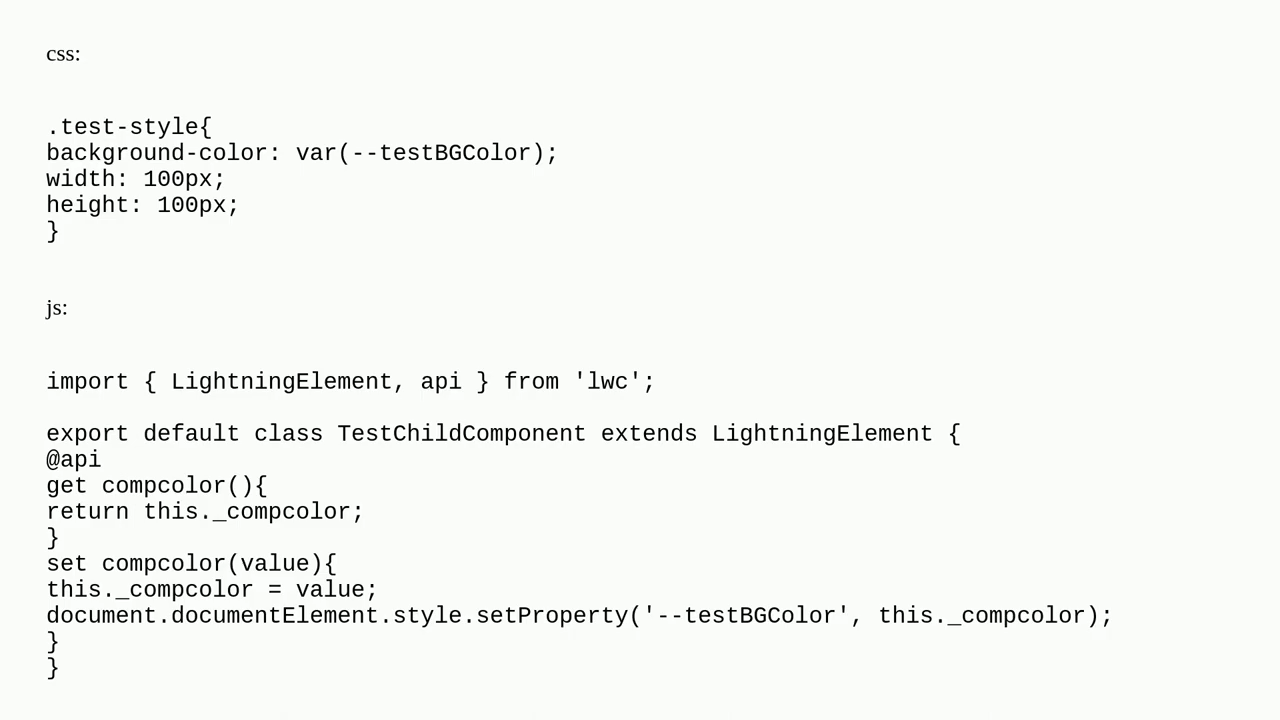 css:
.test-style{
background-color: var(--testBGColor);
width: 100px;
height: 100px;
}
js:
import { LightningElement, api } from 'lwc';
export default class TestChildComponent extends LightningElement {
@api
get compcolor(){
return this._compcolor;
}
set compcolor(value){
this._compcolor = value;
document.documentElement.style.setProperty('--testBGColor', this._compcolor);
}
}